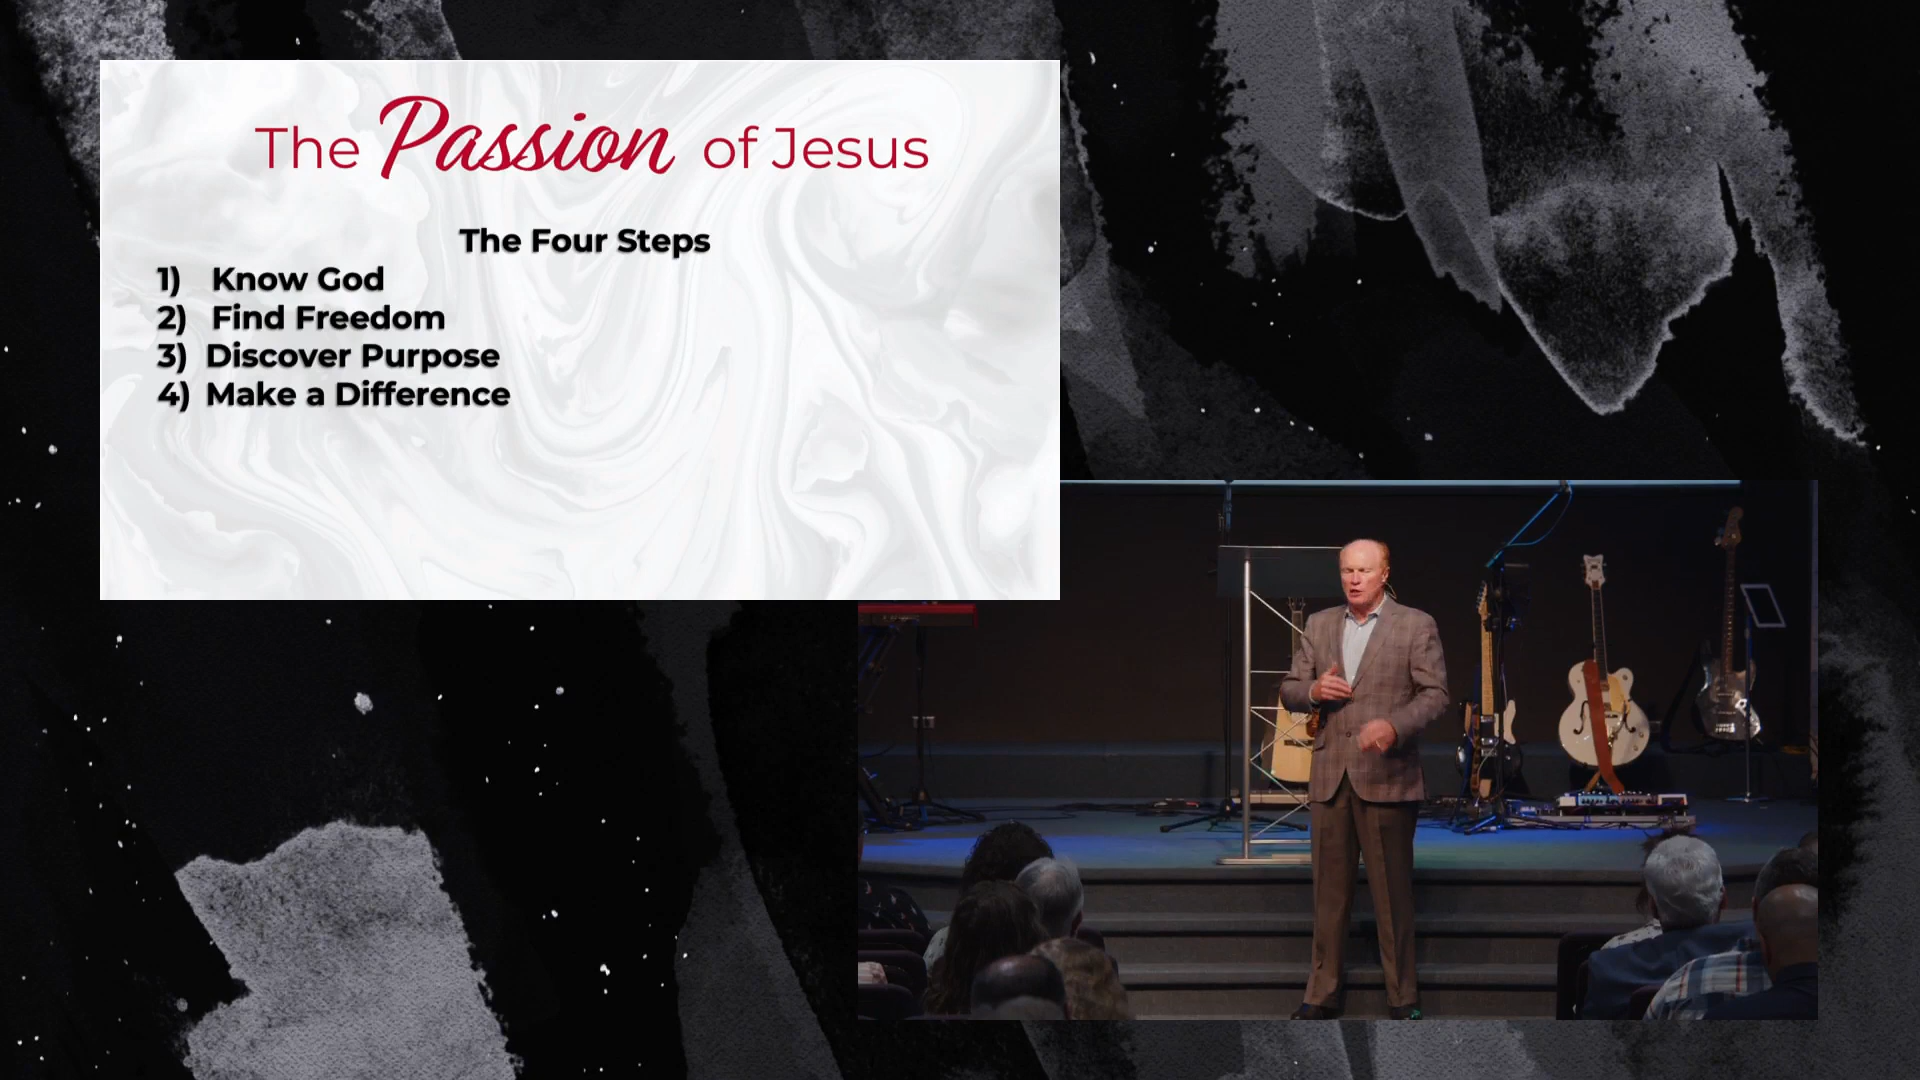 The Passion of Jesus
The Four Steps
1) Know God
2) Find Freedom
3) Discover Purpose
4) Make a Difference